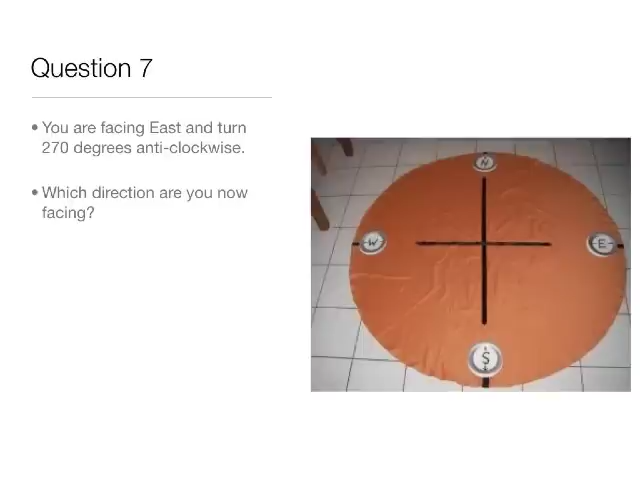 Question 7
• You are facing East and turn
270 degrees anti-clockwise.
• Which direction are you now
facing?
N
W
E
S